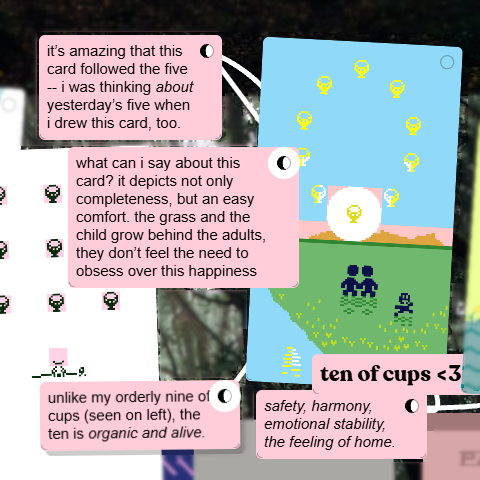 it's amazing that this
card followed the five
-- i was thinking about
yesterday's five when
i drew this card, too.
what can i say about this
card? it depicts not only
completeness, but an easy
comfort. the grass and the
child grow behind the adults,
they don't feel the need to
obsess over this happiness
ten of cups <3
unlike my orderly nine of
cups (seen on left), the
ten is organic and alive.
safety, harmony,
emotional stability,
the feeling of home.